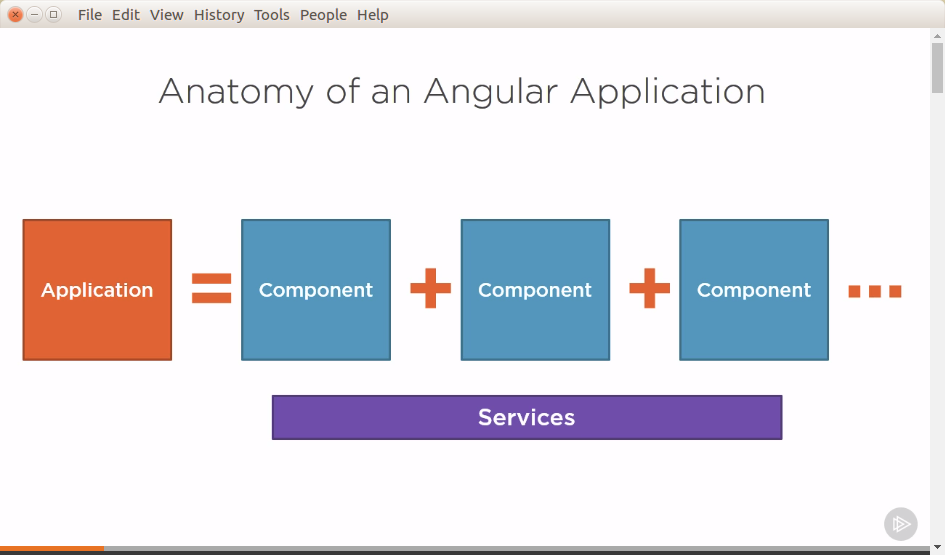 File Edit View History Tools People Help
Anatomy of an Angular Application
Application = Component + Component + Component ...
Services